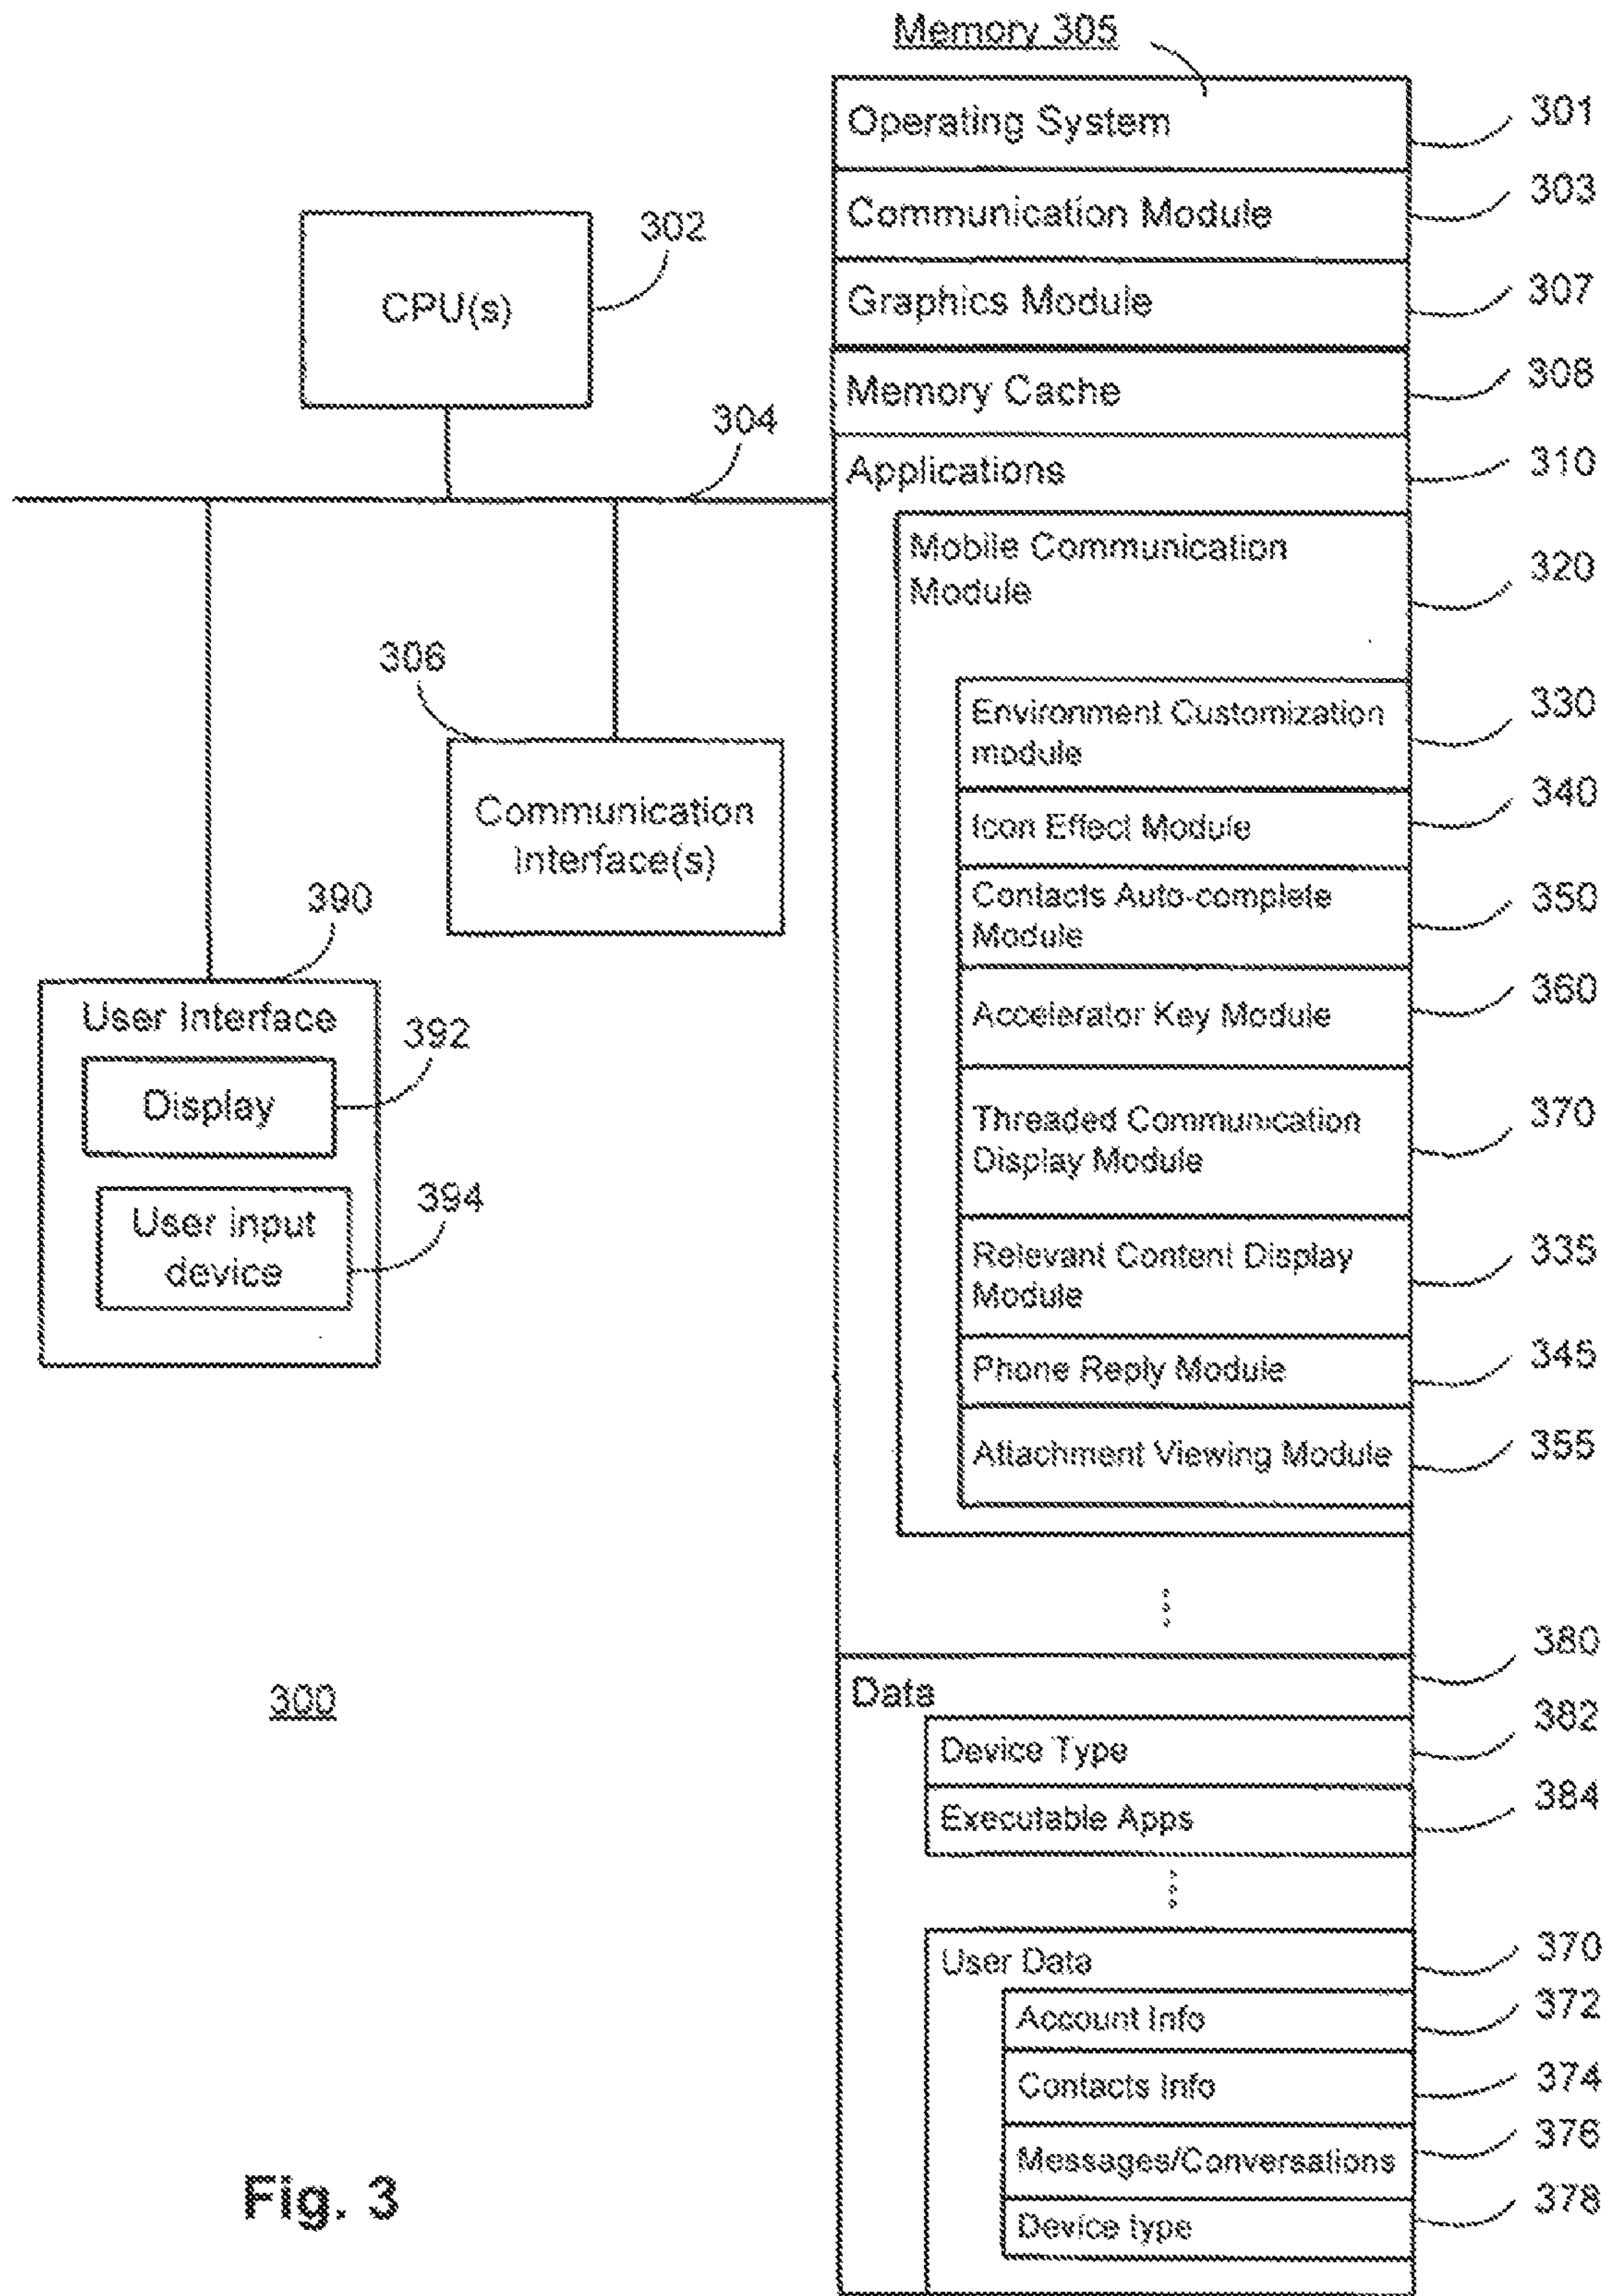 Memory 305
Operating System
301
Communication Module
303
Graphics Module
307
Memory Cache
308
Applications
310
Mobile Communication
Module
320
Environment Customization
module
330
Icon Effect Module
340
Contacts Auto-complete
Module
350
Accelerator Key Module
360
Threaded Communication
Display Module
370
Relevant Content Display
Module
335
Phone Reply Module
345
Attachment Viewing Module
355
Data
380
Device Type
382
Executable Apps
384
User Data
370
Account Info
372
Contacts Info
374
Messages/Conversations
376
Device type
378
CPU(s)
302
304
306
Communication
Interface(s)
390
User Interface
Display
392
User input
device
394
300
Fig. 3